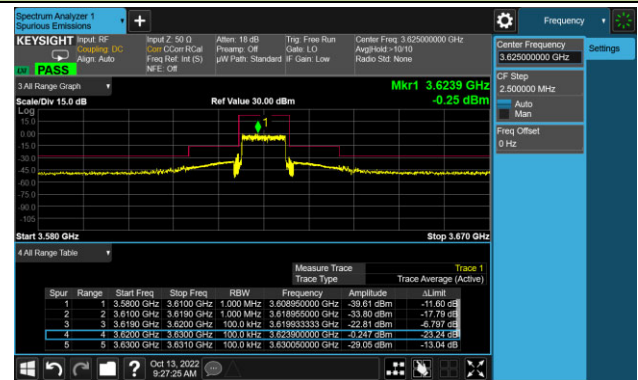 Spectrum Analyzer 1
Spurious Emissions
Frequency
KEYSIGHT Input: RF Input Z: 50 Ω Atten: 18 dB Trig: Free Run Center Freq: 3.625000000 GHz
Coupling: DC Corr CCorr RCal Preamp: Off Gate: LO Avg|Hold:>10/10
Align: Auto Freq Ref: Int (S) µW Path: Standard IF Gain: Low Radio Std: None
NFE: Off
PASS
Center Frequency
3.625000000 GHz
Settings
CF Step
2.500000 MHz
Auto
Man
Freq Offset
0 Hz
3 All Range Graph
Mkr1 3.6239 GHz
Scale/Div 15.0 dB Ref Value 30.00 dBm -0.25 dBm
Log
15.0
0.00
-15.0
-30.0
-45.0
-60.0
-75.0
-90.0
-105
1
Start 3.580 GHz Stop 3.670 GHz
4 All Range Table
Measure Trace Trace 1
Trace Type Trace Average (Active)
Spur Range Start Freq Stop Freq RBW Frequency Amplitude ∆Limit
1 1 3.5800 GHz 3.6100 GHz 1.000 MHz 3.608950000 GHz -39.61 dBm -11.60 dB
2 2 3.6100 GHz 3.6190 GHz 1.000 MHz 3.618955000 GHz -33.80 dBm -17.79 dB
3 3 3.6190 GHz 3.6200 GHz 100.0 kHz 3.619933333 GHz -22.81 dBm -6.797 dB
4 4 3.6200 GHz 3.6300 GHz 100.0 kHz 3.623900000 GHz -0.247 dBm -23.24 dB
5 5 3.6300 GHz 3.6310 GHz 100.0 kHz 3.630050000 GHz -29.05 dBm -13.04 dB
Oct 13, 2022
9:27:25 AM